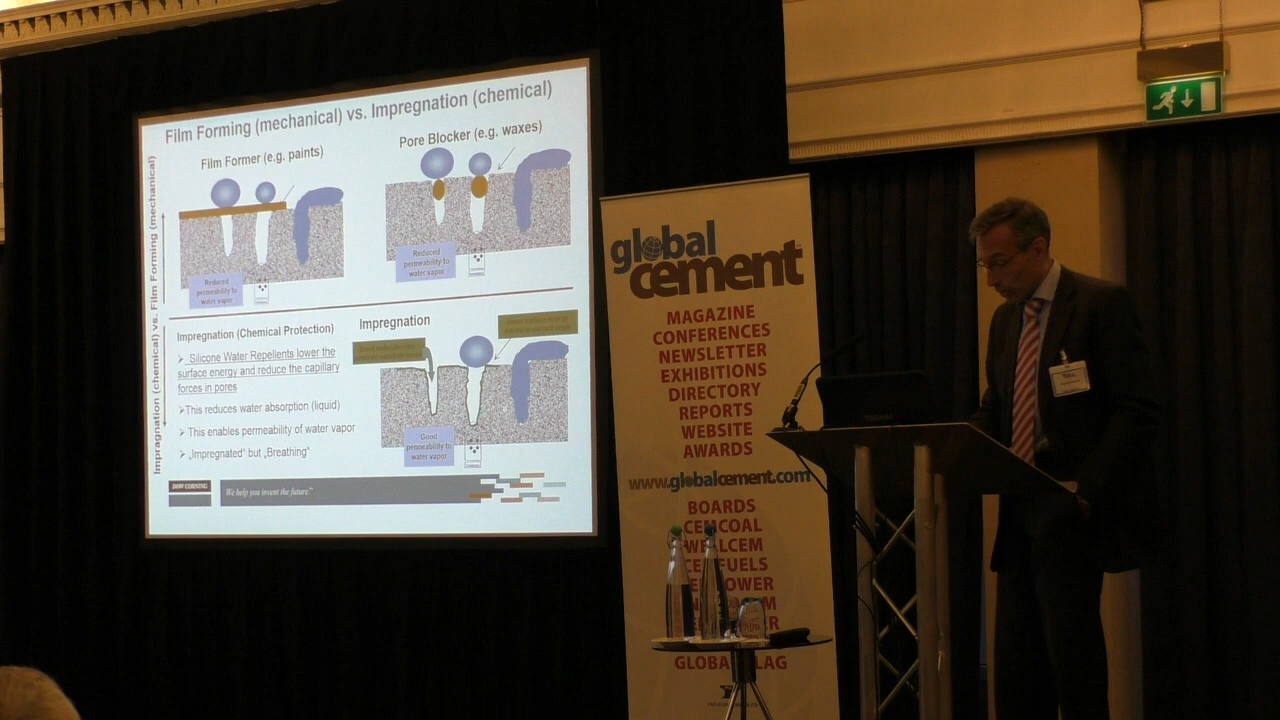 Film Forming (mechanical) vs. Impregnation (chemical)
Film Former (e.g. paints)
Pore Blocker (e.g. waxes)
Reduced
permeability to
water vapor
Reduced
permeability to
water vapor
Impragnation (chemical) vs. Film Forming (mechanical)
Impregnation (Chemical Protection)
Impregnation
➢ Silicone Water Repellents lower the
surface energy and reduce the capillary
forces in pores
➢This reduces water absorption (liquid)
➢This enables permeability of water vapor
➢„Impregnated" but „Breathing"
Good
permeability to
water vapor
DOW CORNING
We help you invent the future.™
global
cement™
MAGAZINE
CONFERENCES
NEWSLETTER
EXHIBITIONS
DIRECTORY
REPORTS
WEBSITE
AWARDS
www.globalcement.com
BOARDS
CEMCOAL
GLOBAL